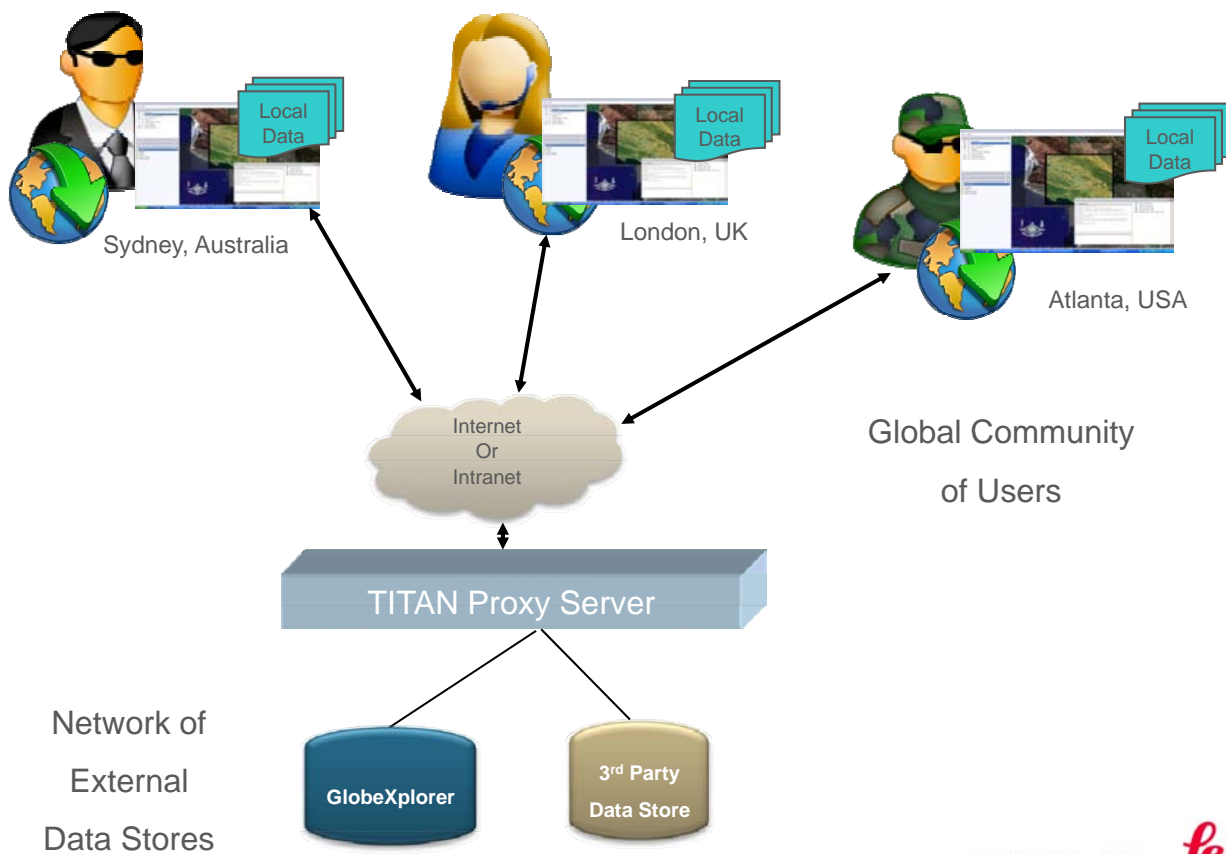 Local
Data
Local
Data
Local
Data
Sydney, Australia
London, UK
Atlanta, USA
Internet
Or
Intranet
Global Community
of Users
TITAN Proxy Server
Network of
External
Data Stores
GlobeXplorer
3rd Party
Data Store